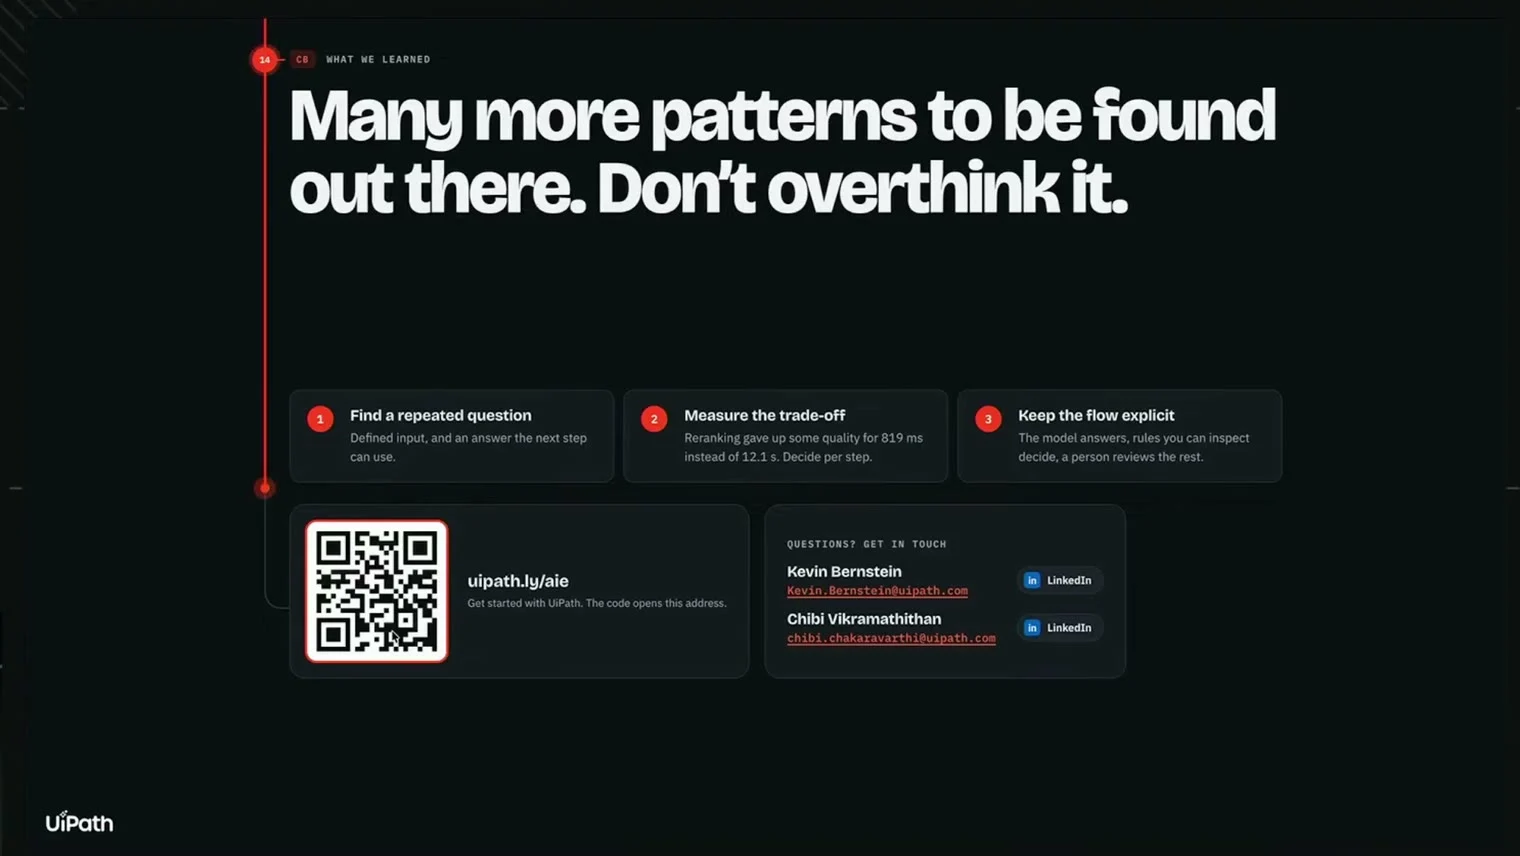 14
CB WHAT WE LEARNED
Many more patterns to be found
out there. Don't overthink it.
1 Find a repeated question
Defined input, and an answer the next step
can use.
2 Measure the trade-off
Reranking gave up some quality for 819 ms
instead of 12.1 s. Decide per step.
3 Keep the flow explicit
The model answers, rules you can inspect
decide, a person reviews the rest.
uipath.ly/aie
Get started with UiPath. The code opens this address.
QUESTIONS? GET IN TOUCH
Kevin Bernstein
Kevin.Bernstein@uipath.com
in LinkedIn
Chibi Vikramathithan
chibi.chakaravarthi@uipath.com
in LinkedIn
UiPath